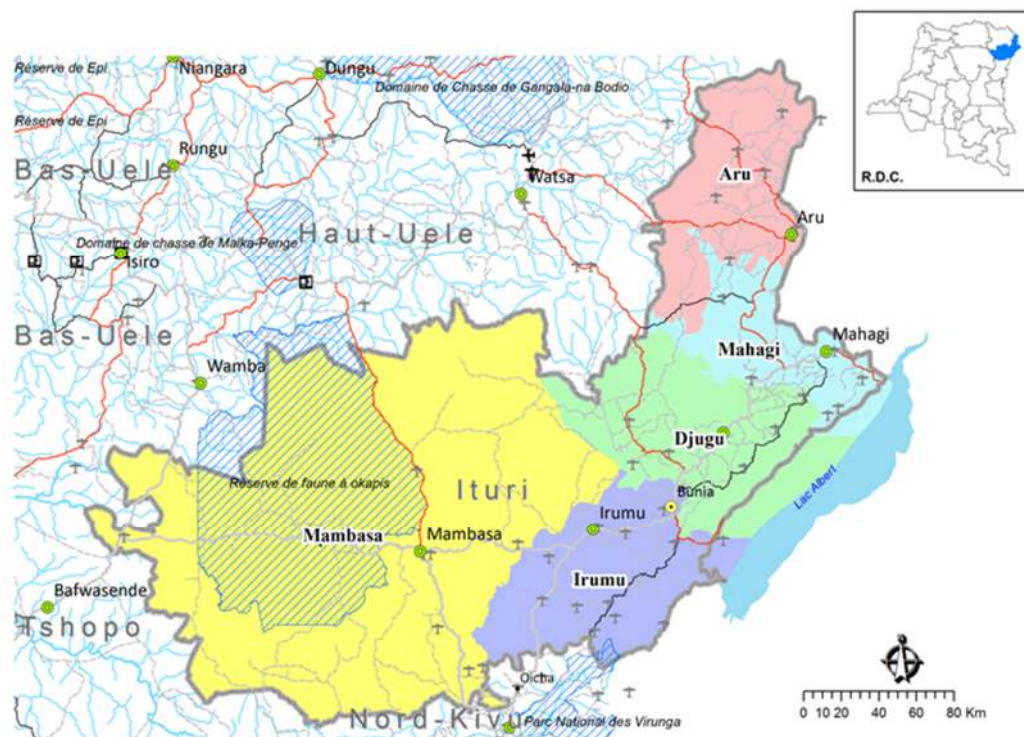 Réserve de Epi
Niangara
Dungu
Domaine de Chasse de Gangala-na Bodio
Réserve de Epi
R.D.C.
Rungu
Bas-Uele
Watsa
Aru
Aru
Haut-Uele
Domaine de chasse de Maika-Penge
Isiro
Bas-Uele
Mahagi
Mahagi
Wamba
Djugu
Lac Albert
Réserve de faune à okapis
Ituri
Bunia
Irumu
Mambasa
Mambasa
Irumu
Bafwasende
Tshopo
Oicha
Nord-Kivu
Parc National des Virunga
0 10 20 40 60 80 Km